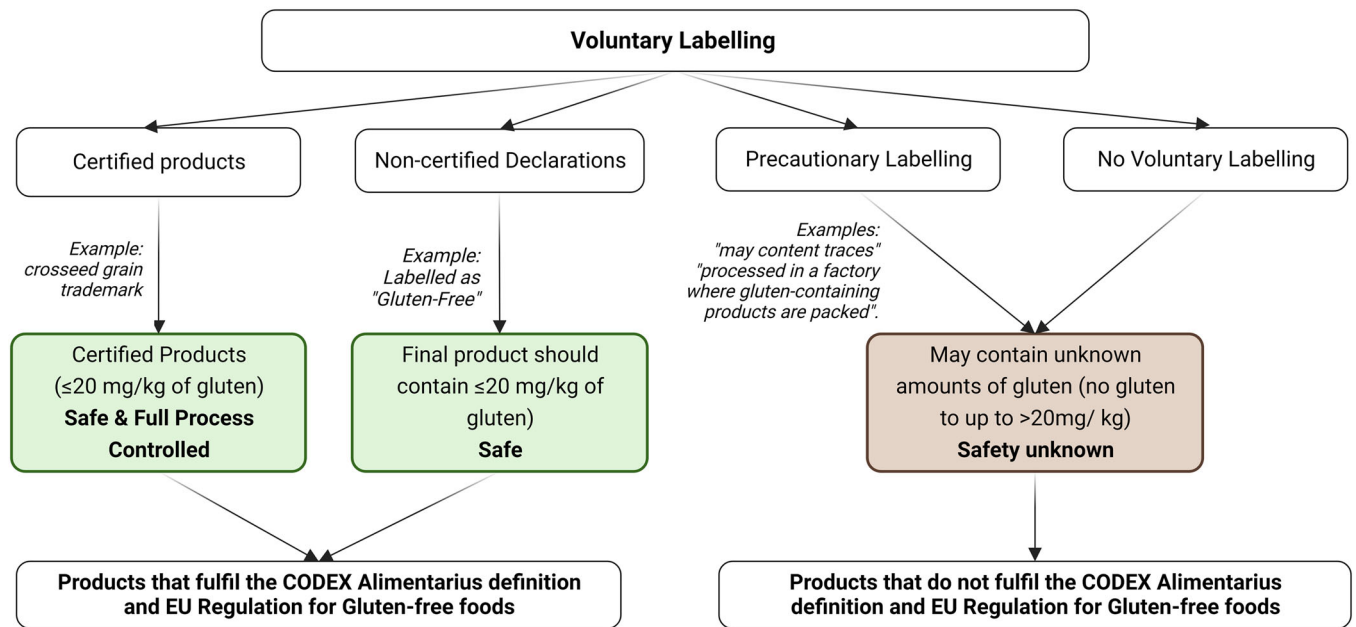 Voluntary Labelling
Certified products
Non-certified Declarations
Precautionary Labelling
No Voluntary Labelling
Example:
crosseed grain
trademark
Example:
Labelled as
"Gluten-Free"
Examples:
"may content traces"
"processed in a factory
where gluten-containing
products are packed".
Certified Products
(≤20 mg/kg of gluten)
Safe & Full Process
Controlled
Final product should
contain ≤20 mg/kg of
gluten)
Safe
May contain unknown
amounts of gluten (no gluten
to up to >20mg/ kg)
Safety unknown
Products that fulfil the CODEX Alimentarius definition
and EU Regulation for Gluten-free foods
Products that do not fulfil the CODEX Alimentarius
definition and EU Regulation for Gluten-free foods